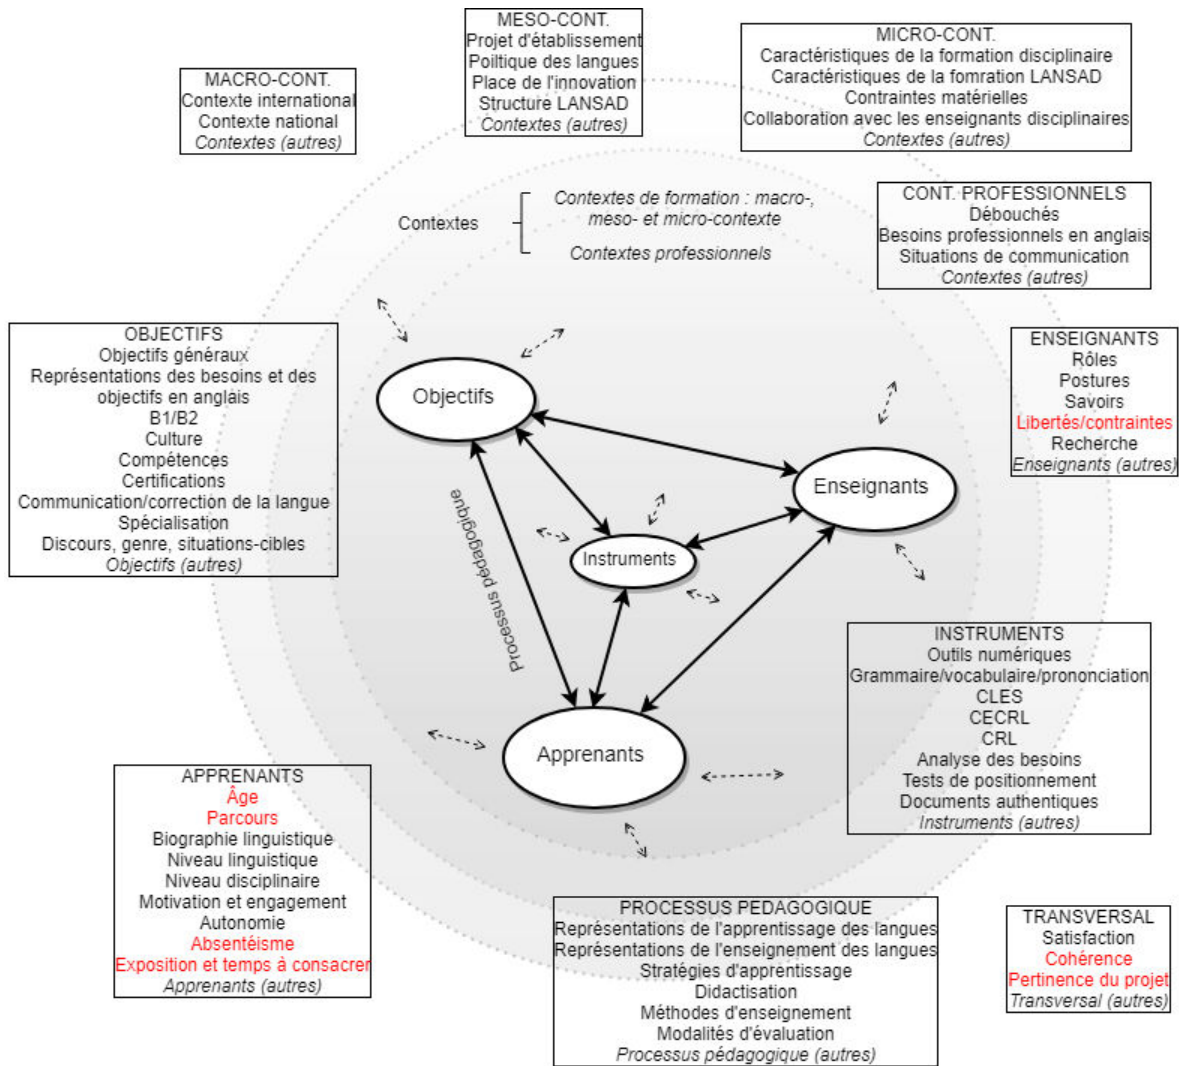 MESO-CONT.
Projet d'établissement
Poiltique des langues
Place de l'innovation
Structure LANSAD
Contextes (autres)
MICRO-CONT.
Caractéristiques de la formation disciplinaire
Caractéristiques de la fomration LANSAD
Contraintes matérielles
Collaboration avec les enseignants disciplinaires
Contextes (autres)
MACRO-CONT.
Contexte international
Contexte national
Contextes (autres)
Contextes
Contextes de formation : macro-,
meso- et micro-contexte
Contextes professionnels
CONT. PROFESSIONNELS
Débouchés
Besoins professionnels en anglais
Situations de communication
Contextes (autres)
OBJECTIFS
Objectifs généraux
Représentations des besoins et des
objectifs en anglais
B1/B2
Culture
Compétences
Certifications
Communication/correction de la langue
Spécialisation
Discours, genre, situations-cibles
Objectifs (autres)
ENSEIGNANTS
Rôles
Postures
Savoirs
Libertés/contraintes
Recherche
Enseignants (autres)
Objectifs
Enseignants
Instruments
Processus pédagogique
Apprenants
INSTRUMENTS
Outils numériques
Grammaire/vocabulaire/prononciation
CLES
CECRL
CRL
Analyse des besoins
Tests de positionnement
Documents authentiques
Instruments (autres)
APPRENANTS
Âge
Parcours
Biographie linguistique
Niveau linguistique
Niveau disciplinaire
Motivation et engagement
Autonomie
Absentéisme
Exposition et temps à consacrer
Apprenants (autres)
PROCESSUS PEDAGOGIQUE
Représentations de l'apprentissage des langues
Représentations de l'enseignement des langues
Stratégies d'apprentissage
Didactisation
Méthodes d'enseignement
Modalités d'évaluation
Processus pédagogique (autres)
TRANSVERSAL
Satisfaction
Cohérence
Pertinence du projet
Transversal (autres)